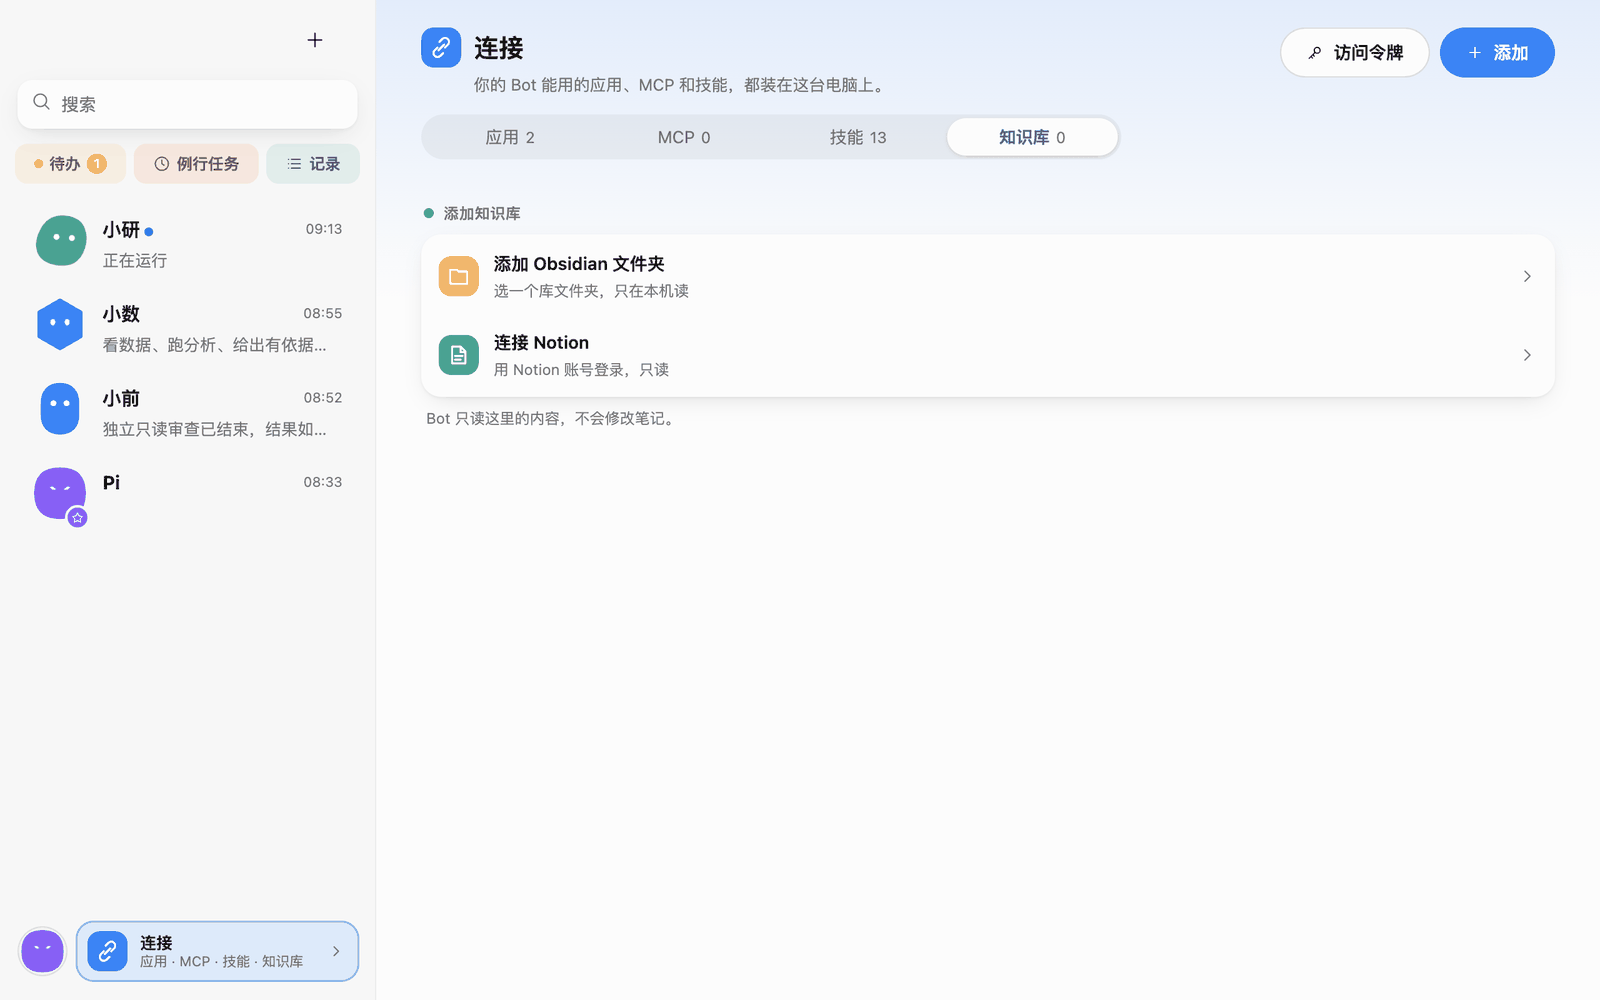 搜索
待办 1
例行任务
记录
小研
09:13
正在运行
小数
08:55
看数据、跑分析、给出有依据...
小前
08:52
独立只读审查已结束，结果如...
Pi
08:33
连接
应用 · MCP · 技能 · 知识库
连接
你的 Bot 能用的应用、MCP 和技能，都装在这台电脑上。
访问令牌
添加
应用 2
MCP 0
技能 13
知识库 0
添加知识库
添加 Obsidian 文件夹
选一个库文件夹，只在本机读
连接 Notion
用 Notion 账号登录，只读
Bot 只读这里的内容，不会修改笔记。